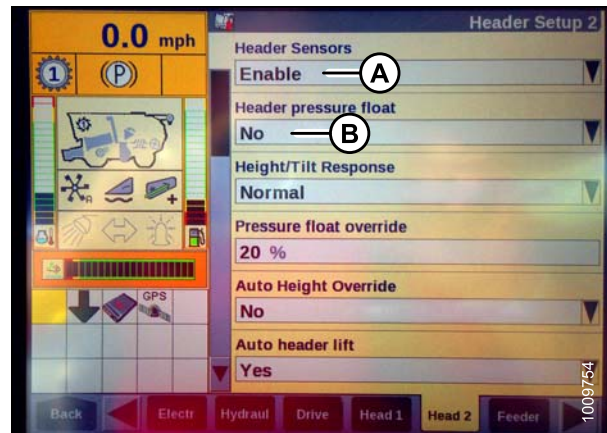 0.0 mph
Header Setup 2
1
(P)
Header Sensors
Enable
A
Header pressure float
No
B
Height/Tilt Response
Normal
A
Pressure float override
20 %
Auto Height Override
No
GPS
Auto header lift
Yes
1009754
Back
Electr
Hydraul
Drive
Head 1
Head 2
Feeder